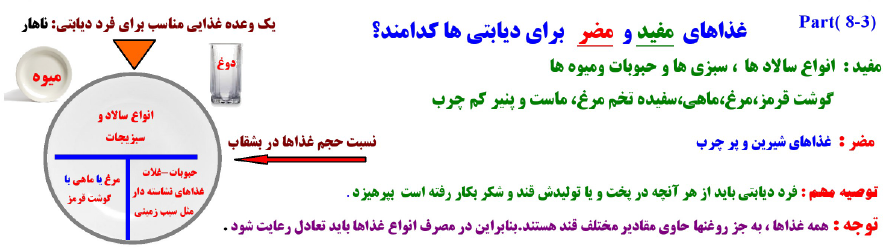 Part( 8-3)
غذاهای مفید و مضر برای دیابتی ها کدامند؟
مفید : انواع سالاد ها ، سبزی ها و حبوبات ومیوه ها
گوشت قرمز،مرغ،ماهی،سفیده تخم مرغ، ماست و پنیر کم چرب
مضر : غذاهای شیرین و پر چرب
توصیه مهم : فرد دیابتی باید از هر آنچه در پخت و یا تولیدش قند و شکر بکار رفته است بپرهیزد .
توجه : همه غذاها ، به جز روغنها حاوی مقادیر مختلف قند هستند.بنابراین در مصرف انواع غذاها باید تعادل رعایت شود .
یک وعده غذایی مناسب برای فرد دیابتی: ناهار
دوغ
میوه
نسبت حجم غذاها در بشقاب
انواع سالاد و
سبزیجات
حبوبات-غلات
غذاهای نشاسته دار
مثل سیب زمینی
مرغ یا ماهی یا
گوشت قرمز